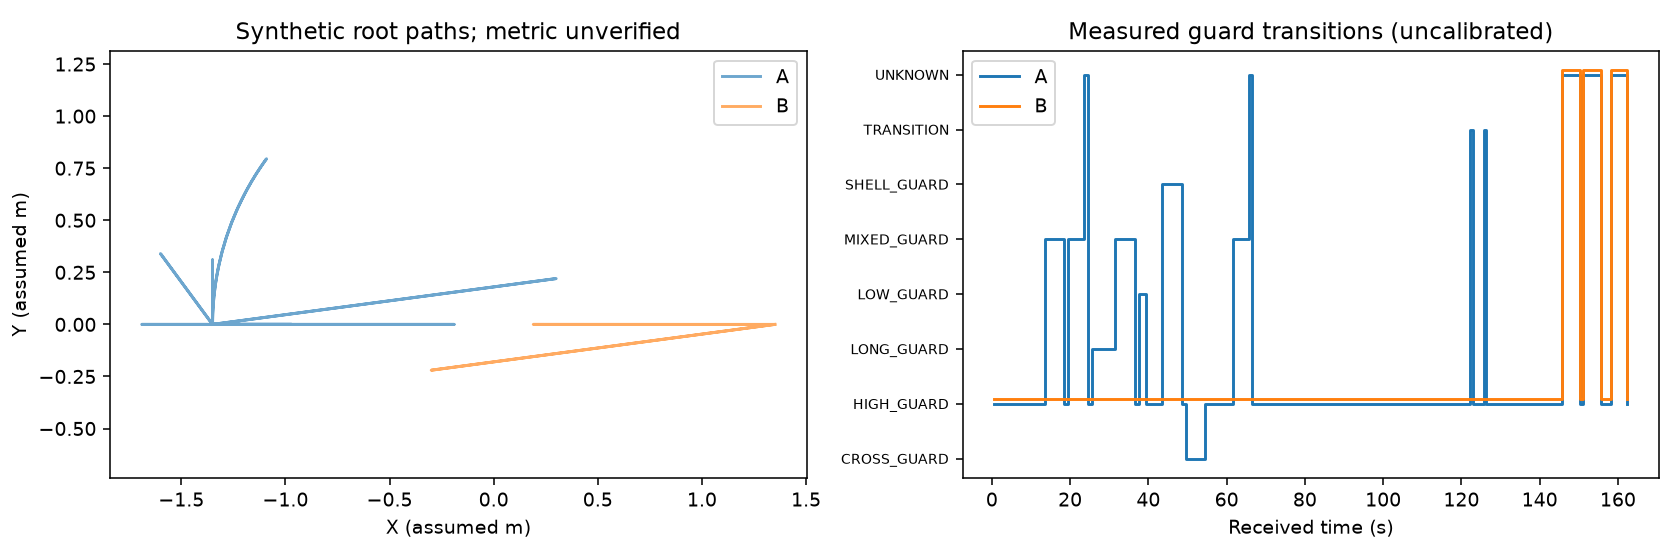 Synthetic root paths; metric unverified
A
B
1.25
1.00
0.75
0.50
0.25
0.00
−0.25
−0.50
Y (assumed m)
−1.5
−1.0
−0.5
0.0
0.5
1.0
1.5
X (assumed m)
Measured guard transitions (uncalibrated)
A
B
UNKNOWN
TRANSITION
SHELL_GUARD
MIXED_GUARD
LOW_GUARD
LONG_GUARD
HIGH_GUARD
CROSS_GUARD
0
20
40
60
80
100
120
140
160
Received time (s)